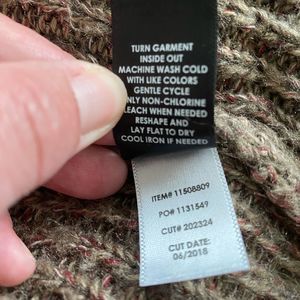 TURN GARMENT
INSIDE OUT
MACHINE WASH COLD
WITH LIKE COLORS
GENTLE CYCLE
ONLY NON-CHLORINE
BLEACH WHEN NEEDED
RESHAPE AND
LAY FLAT TO DRY
COOL IRON IF NEEDED
ITEM# 11508809
PO# 1131549
CUT# 202324
CUT DATE:
06/2018